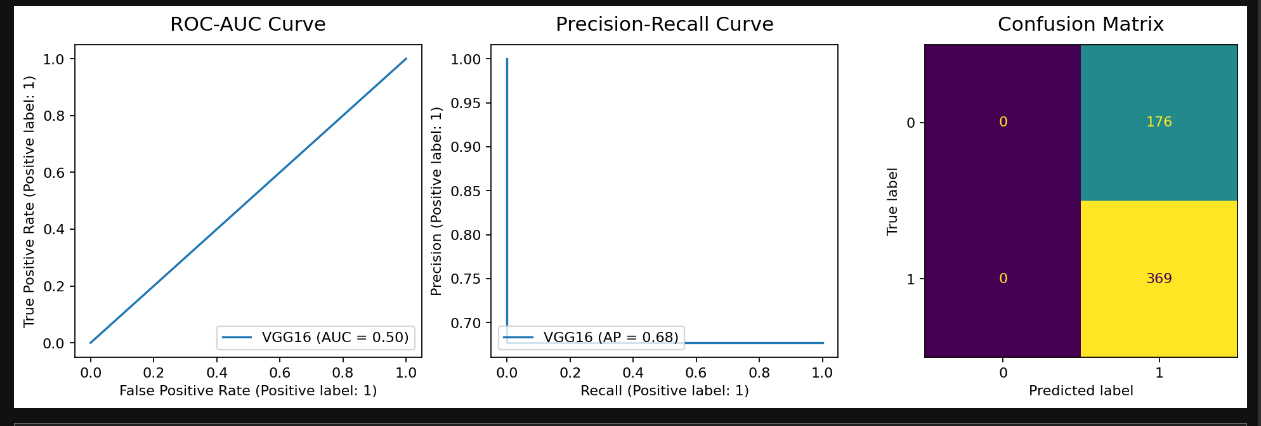 ROC-AUC Curve
True Positive Rate (Positive label: 1)
1.0
0.8
0.6
0.4
0.2
0.0
VGG16 (AUC = 0.50)
0.0 0.2 0.4 0.6 0.8 1.0
False Positive Rate (Positive label: 1)
Precision-Recall Curve
Precision (Positive label: 1)
1.00
0.95
0.90
0.85
0.80
0.75
0.70
VGG16 (AP = 0.68)
0.0 0.2 0.4 0.6 0.8 1.0
Recall (Positive label: 1)
Confusion Matrix
True label
0 0 176
1 0 369
0 1
Predicted label